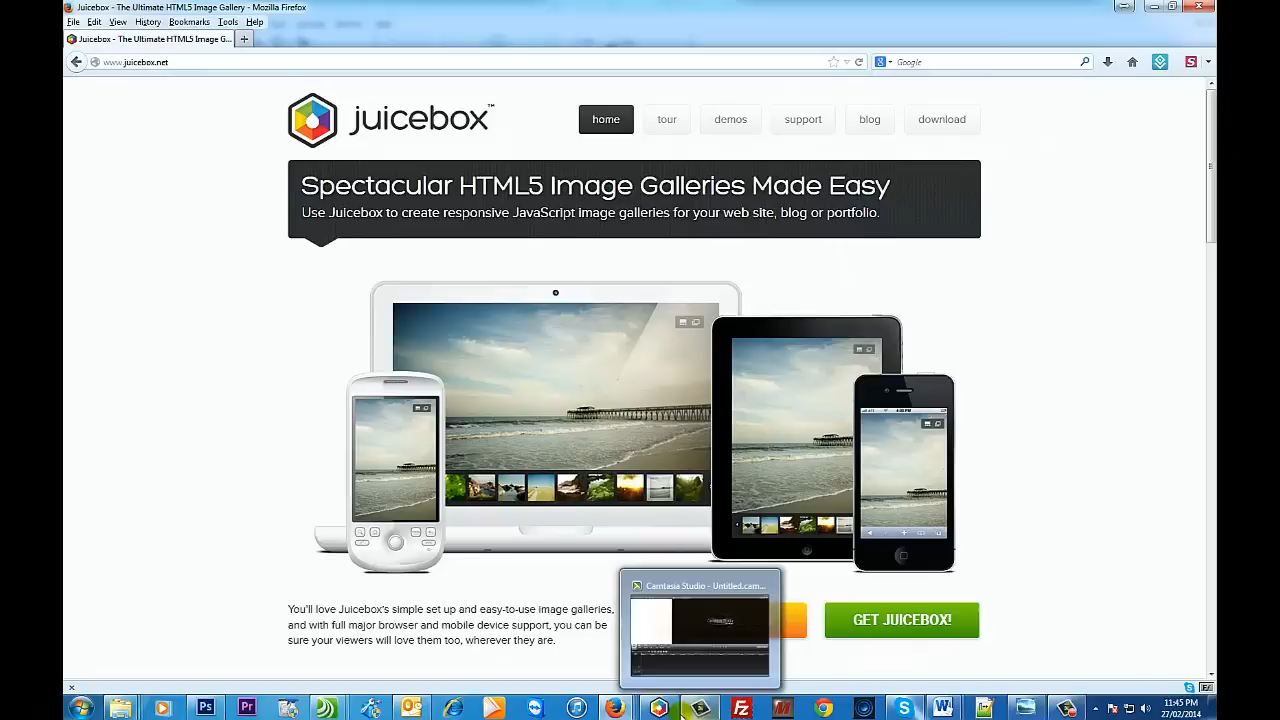 Juicebox - The Ultimate HTML5 Image Gallery - Mozilla Firefox
File Edit View History Bookmarks Tools Help
Juicebox - The Ultimate HTML5 Image G...
www.juicebox.net
Google
juicebox™
home tour demos support blog download
Spectacular HTML5 Image Galleries Made Easy
Use Juicebox to create responsive JavaScript image galleries for your web site, blog or portfolio.
Camtasia Studio - Untitled.cam...
You'll love Juicebox's simple set up and easy-to-use image galleries,
and with full major browser and mobile device support, you can be
sure your viewers will love them too, wherever they are.
GET JUICEBOX!
Ps Pr Fz
11:45 PM
27/02/2014